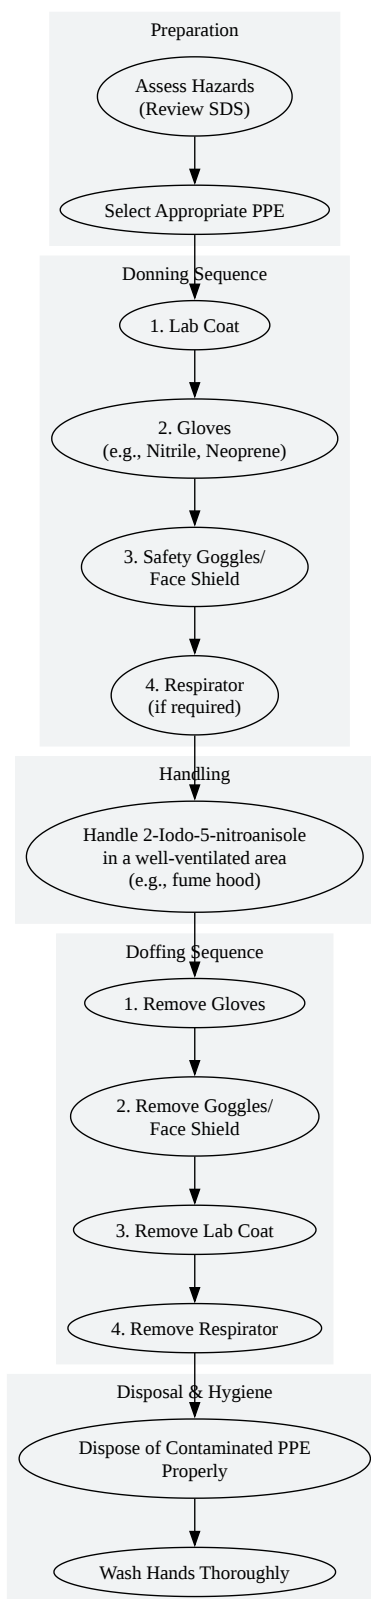 Preparation
Assess Hazards
(Review SDS)
Select Appropriate PPE
Donning Sequence
1. Lab Coat
2. Gloves
(e.g., Nitrile, Neoprene)
3. Safety Goggles/
Face Shield
4. Respirator
(if required)
Handling
Handle 2-Iodo-5-nitroanisole
in a well-ventilated area
(e.g., fume hood)
Doffing Sequence
1. Remove Gloves
2. Remove Goggles/
Face Shield
3. Remove Lab Coat
4. Remove Respirator
Disposal & Hygiene
Dispose of Contaminated PPE
Properly
Wash Hands Thoroughly